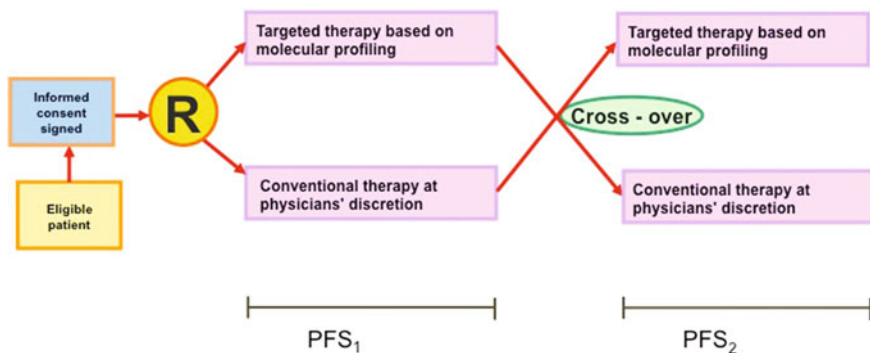 Eligible
patient
Informed
consent
signed
R
Targeted therapy based on
molecular profiling
Conventional therapy at
physicians' discretion
Cross - over
Targeted therapy based on
molecular profiling
Conventional therapy at
physicians' discretion
PFS₁
PFS₂